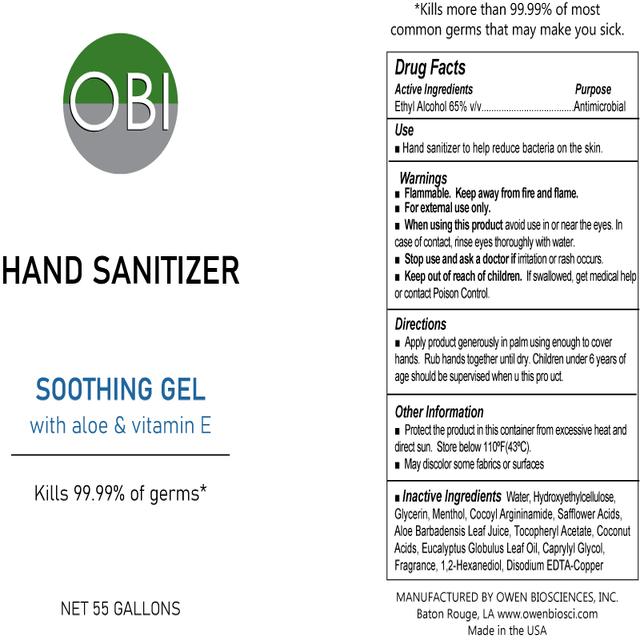 OBI
HAND SANITIZER
SOOTHING GEL
with aloe & vitamin E
Kills 99.99% of germs*
NET 55 GALLONS
*Kills more than 99.99% of most
common germs that may make you sick.
Drug Facts
Active Ingredients Purpose
Ethyl Alcohol 65% v/v....................................Antimicrobial
Use
■ Hand sanitizer to help reduce bacteria on the skin.
Warnings
■ Flammable. Keep away from fire and flame.
■ For external use only.
■ When using this product avoid use in or near the eyes. In
case of contact, rinse eyes thoroughly with water.
■ Stop use and ask a doctor if irritation or rash occurs.
■ Keep out of reach of children. If swallowed, get medical help
or contact Poison Control.
Directions
■ Apply product generously in palm using enough to cover
hands. Rub hands together until dry. Children under 6 years of
age should be supervised when u this pro uct.
Other Information
■ Protect the product in this container from excessive heat and
direct sun. Store below 110ºF(43ºC).
■ May discolor some fabrics or surfaces
■ Inactive Ingredients Water, Hydroxyethylcellulose,
Glycerin, Menthol, Cocoyl Argininamide, Safflower Acids,
Aloe Barbadensis Leaf Juice, Tocopheryl Acetate, Coconut
Acids, Eucalyptus Globulus Leaf Oil, Caprylyl Glycol,
Fragrance, 1,2-Hexanediol, Disodium EDTA-Copper
MANUFACTURED BY OWEN BIOSCIENCES, INC.
Baton Rouge, LA www.owenbiosci.com
Made in the USA